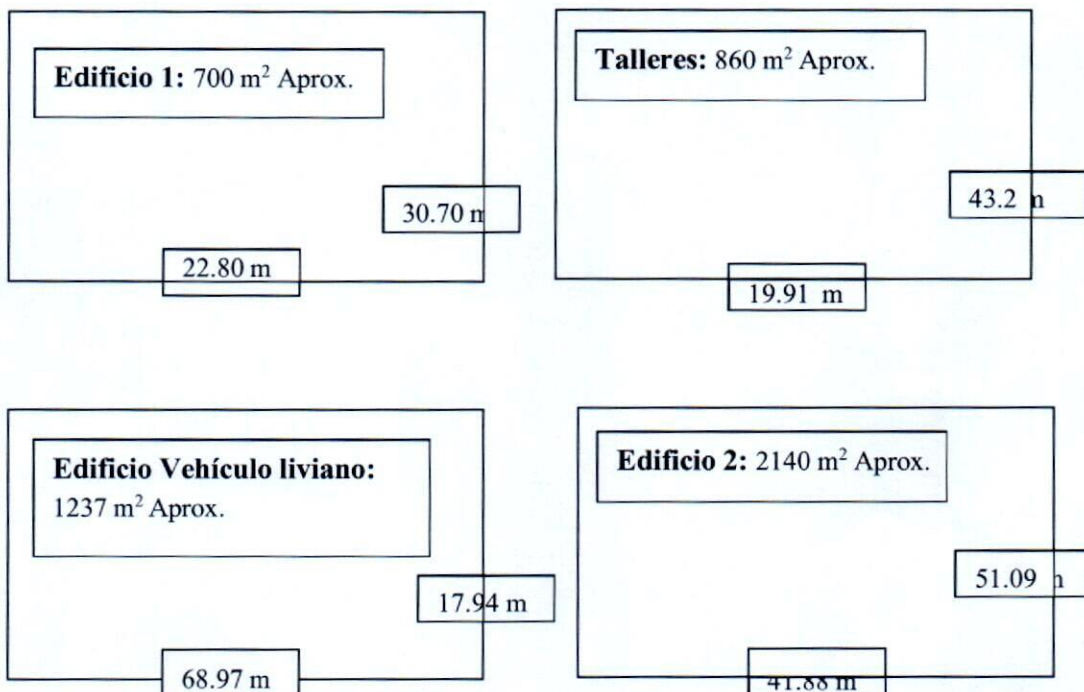 Edificio 1: 700 m² Aprox.
30.70 m
22.80 m
Talleres: 860 m² Aprox.
43.2 m
19.91 m
Edificio Vehículo liviano:
1237 m² Aprox.
17.94 m
68.97 m
Edificio 2: 2140 m² Aprox.
51.09 m
41.88 m